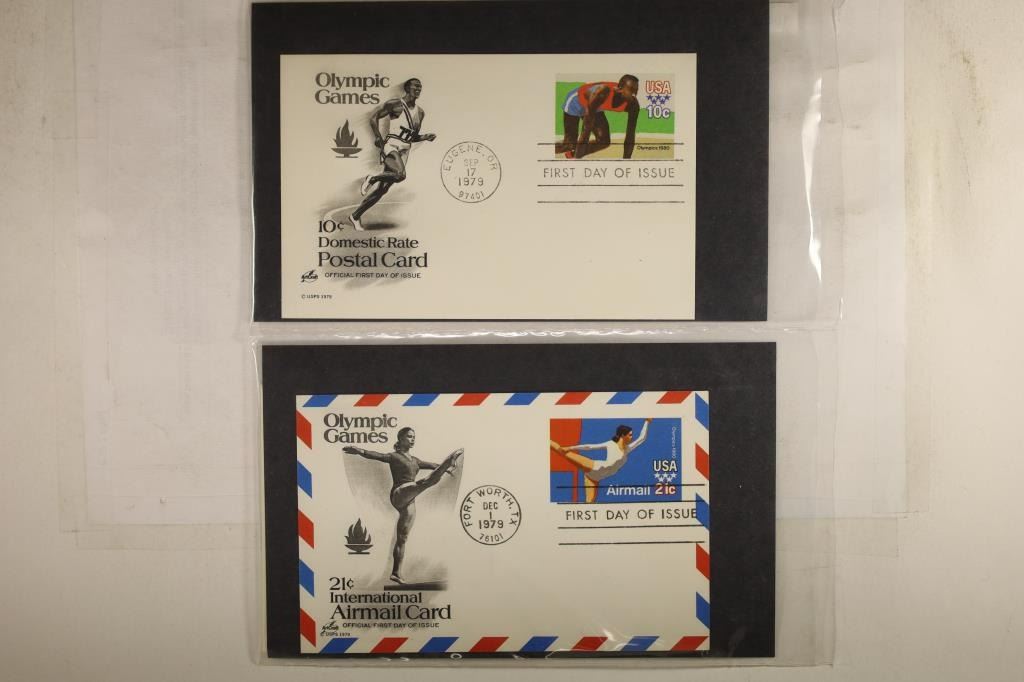 Olympic
Games
USA
10c
Olympics 1980
EUGENE, OR
SEP
17
1979
97401
FIRST DAY OF ISSUE
10¢
Domestic Rate
Postal Card
OFFICIAL FIRST DAY OF ISSUE
© USPS 1979
Olympic
Games
Olympics 1980
USA
Airmail 21c
FORT WORTH, TX
DEC
1
1979
76101
FIRST DAY OF ISSUE
21¢
International
Airmail Card
OFFICIAL FIRST DAY OF ISSUE
© USPS 1979